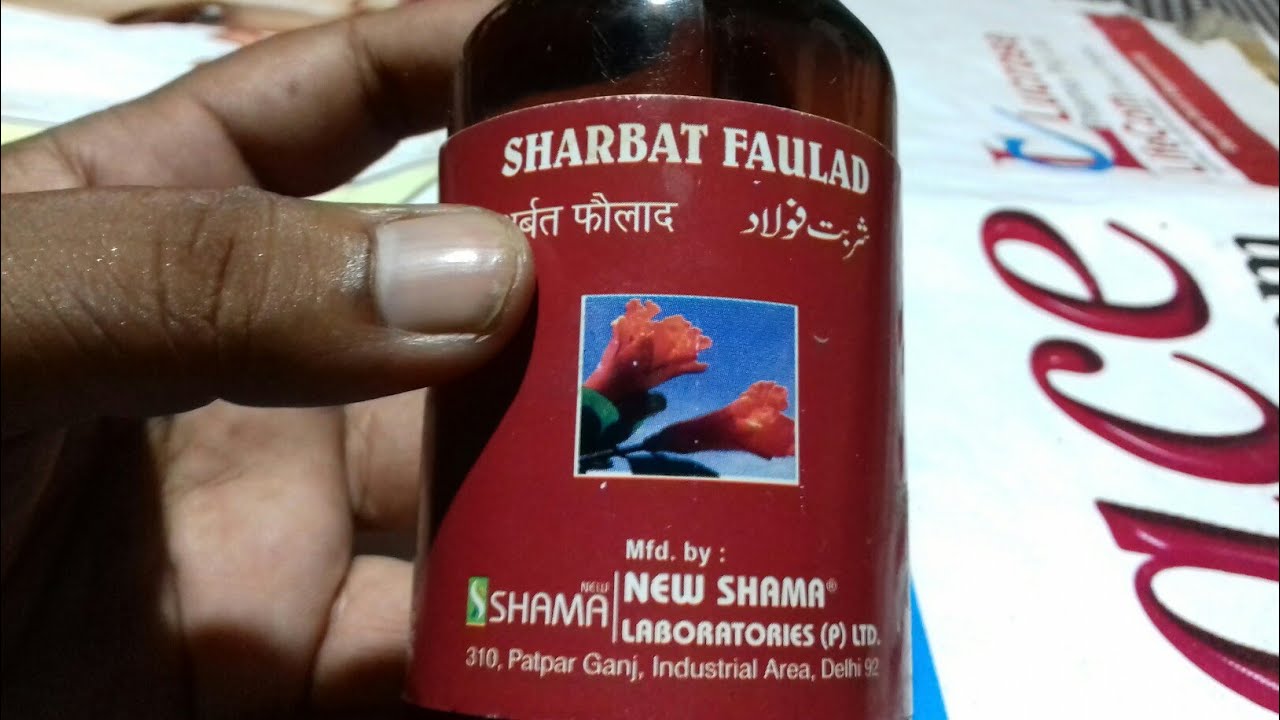 SHARBAT FAULAD
र्बत फौलाद
شربت فولاد
Mfd. by :
NEW
SHAMA
NEW SHAMA®
LABORATORIES (P) LTD.
310, Patpar Ganj, Industrial Area, Delhi 92